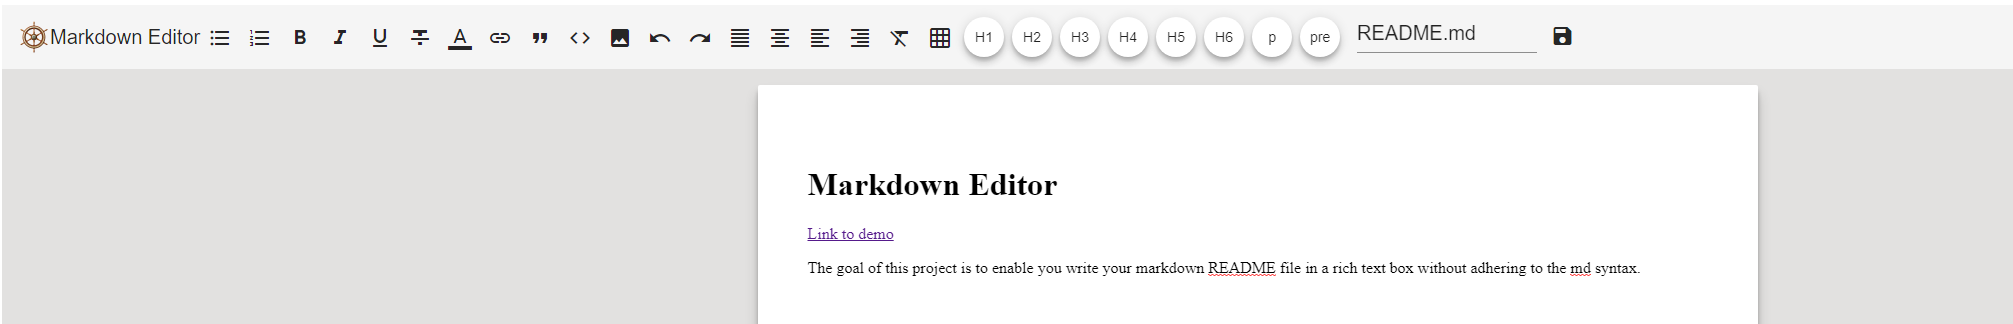 Markdown Editor B I U A H1 H2 H3 H4 H5 H6 p pre README.md
Markdown Editor
Link to demo
The goal of this project is to enable you write your markdown README file in a rich text box without adhering to the md syntax.